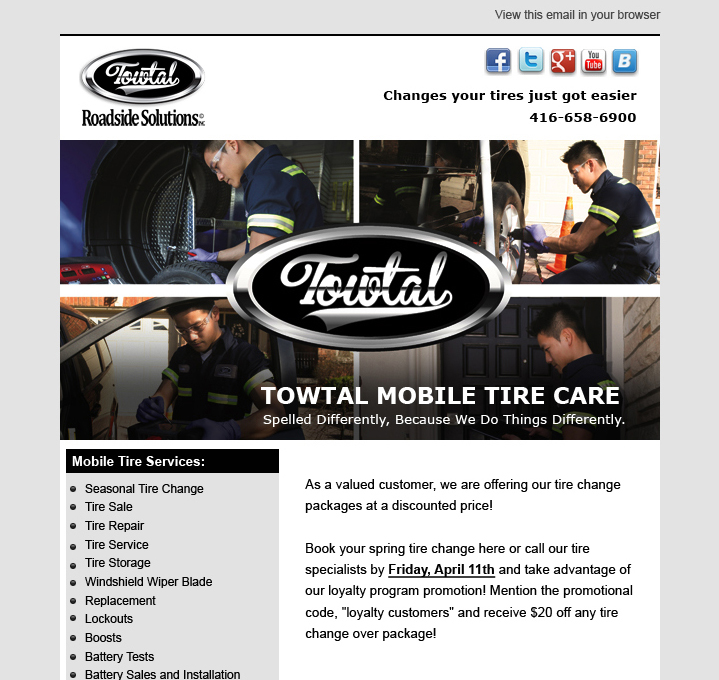 View this email in your browser
Towtal
Roadside Solutions
f
t
g+
You
Tube
B
Changes your tires just got easier
416-658-6900
Towtal
TOWTAL MOBILE TIRE CARE
Spelled Differently, Because We Do Things Differently.
Mobile Tire Services:
Seasonal Tire Change
Tire Sale
Tire Repair
Tire Service
Tire Storage
Windshield Wiper Blade
Replacement
Lockouts
Boosts
Battery Tests
Battery Sales and Installation
As a valued customer, we are offering our tire change
packages at a discounted price!
Book your spring tire change here or call our tire
specialists by Friday, April 11th and take advantage of
our loyalty program promotion! Mention the promotional
code, "loyalty customers" and receive $20 off any tire
change over package!